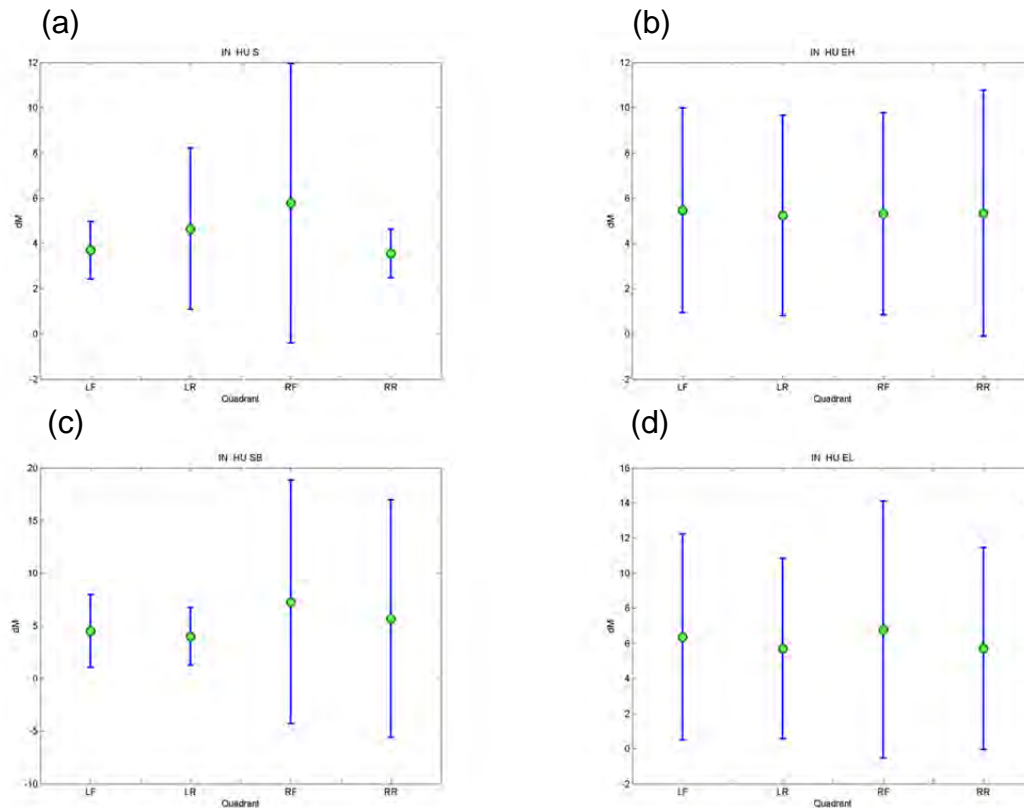 (a)
IN HU S
12
10
8
6
4
2
0
-2
dM
LF LR RF RR
Quadrant
(b)
IN HU EH
12
10
8
6
4
2
0
-2
dM
LF LR RF RR
Quadrant
(c)
IN HU SB
20
15
10
5
0
-5
-10
dM
LF LR RF RR
Quadrant
(d)
IN HU EL
16
14
12
10
8
6
4
2
0
-2
dM
LF LR RF RR
Quadrant